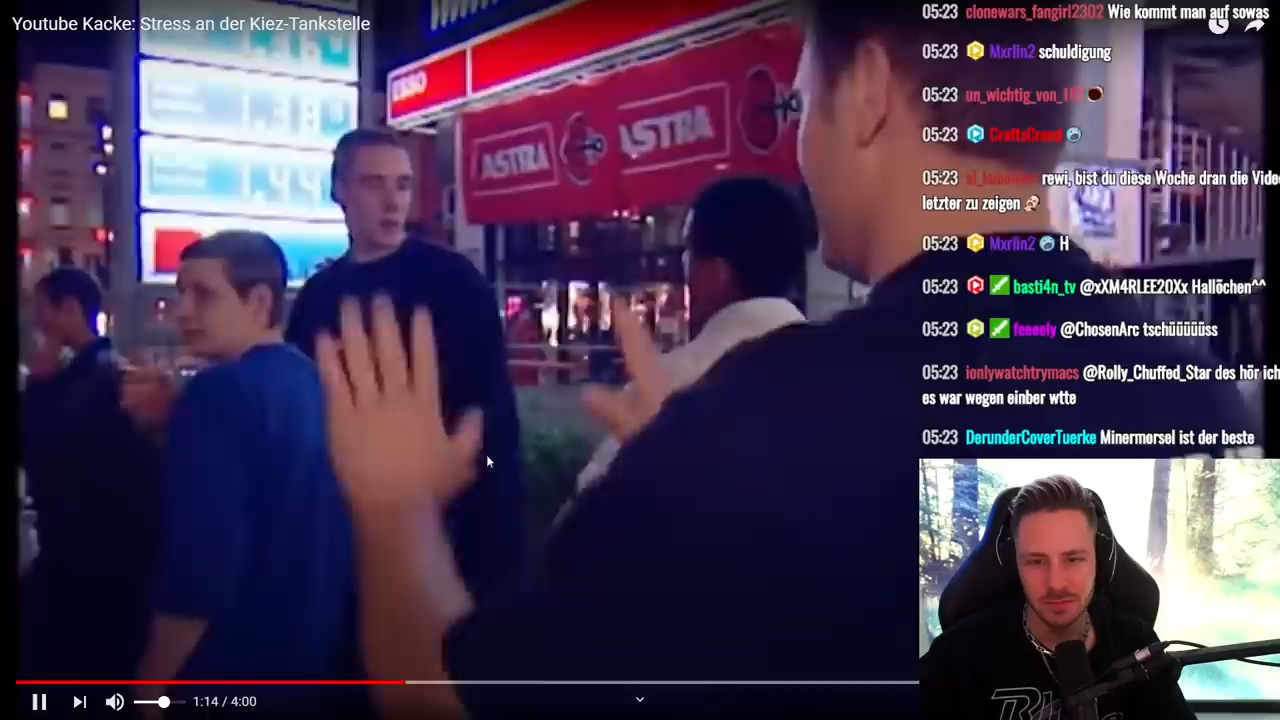 Youtube Kacke: Stress an der Kiez-Tankstelle
ESSO
ASTRA
ASTRA
05:23 clonewars_fangirl2302 Wie kommt man auf sowas
05:23 Mxrlin2 schuldigung
05:23 un_wichtig_von_
05:23 CraftsCreed
05:23 rewi, bist du diese Woche dran die Vide
letzter zu zeigen
05:23 Mxrlin2 H
05:23 basti4n_tv @xXM4RLEE20Xx Hallöchen^^
05:23 feeeely @ChosenArc tschüüüüüss
05:23 ionlywatchtrymacs @Rolly_Chuffed_Star des hör ich
es war wegen einber wtte
05:23 DerunderCoverTuerke Minermorsel ist der beste
1:14 / 4:00